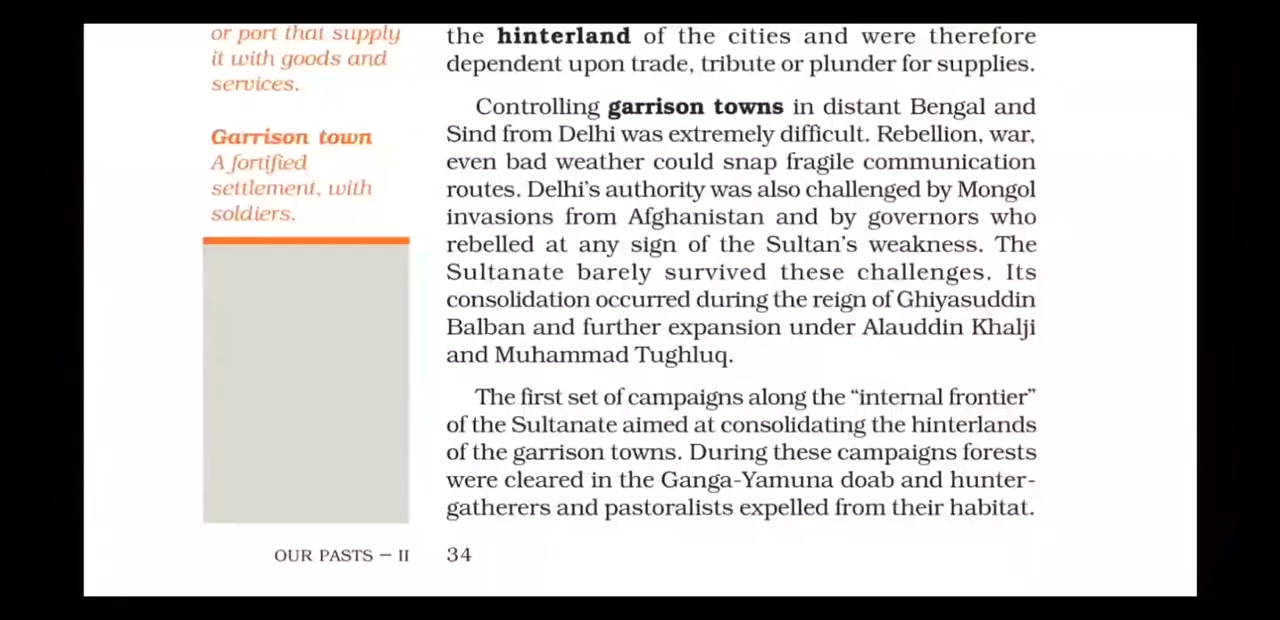 or port that supply
it with goods and
services.
Garrison town
A fortified
settlement, with
soldiers.
the hinterland of the cities and were therefore
dependent upon trade, tribute or plunder for supplies.
Controlling garrison towns in distant Bengal and
Sind from Delhi was extremely difficult. Rebellion, war,
even bad weather could snap fragile communication
routes. Delhi's authority was also challenged by Mongol
invasions from Afghanistan and by governors who
rebelled at any sign of the Sultan's weakness. The
Sultanate barely survived these challenges. Its
consolidation occurred during the reign of Ghiyasuddin
Balban and further expansion under Alauddin Khalji
and Muhammad Tughluq.
The first set of campaigns along the “internal frontier”
of the Sultanate aimed at consolidating the hinterlands
of the garrison towns. During these campaigns forests
were cleared in the Ganga-Yamuna doab and hunter-
gatherers and pastoralists expelled from their habitat.
OUR PASTS – II 34